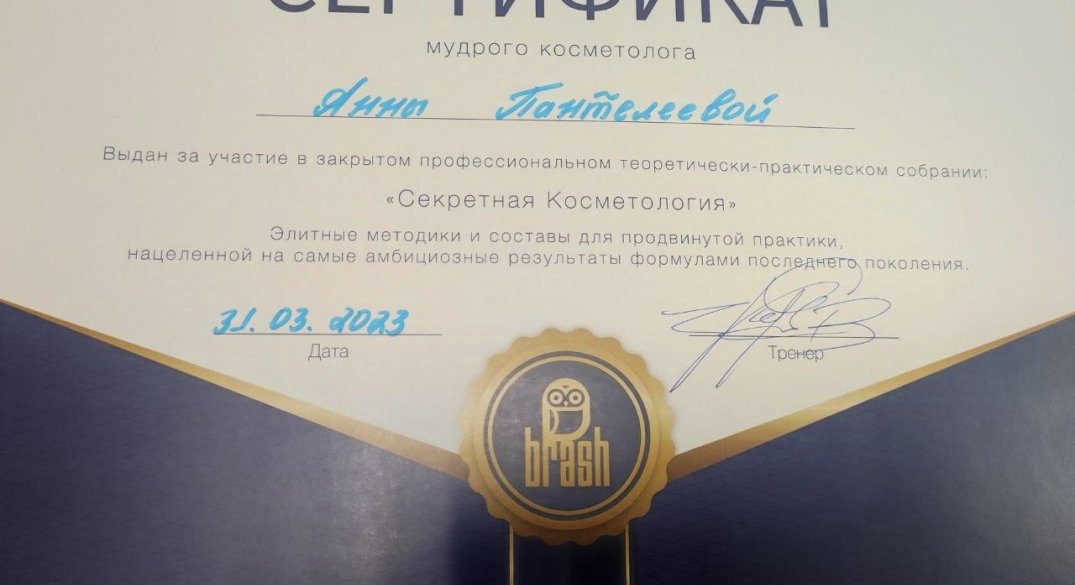 СЕРТИФИКАТ
мудрого косметолога
Анны Пантелеевой
Выдан за участие в закрытом профессиональном теоретически-практическом собрании:
«Секретная Косметология»
Элитные методики и составы для продвинутой практики,
нацеленной на самые амбициозные результаты формулами последнего поколения.
31. 03. 2023
Дата
Тренер
brash